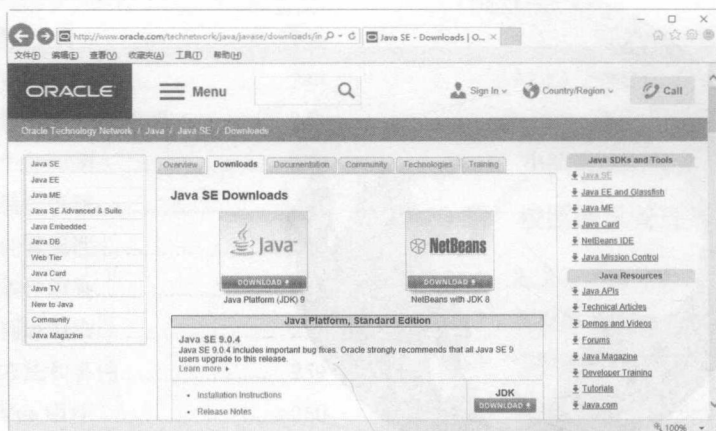 http://www.oracle.com/technetwork/java/javase/downloads/in
Java SE - Downloads | O...
文件(F) 编辑(E) 查看(V) 收藏夹(A) 工具(T) 帮助(H)
ORACLE
Menu
Sign In
Country/Region
Call
Oracle Technology Network / Java / Java SE / Downloads
Java SE
Java EE
Java ME
Java SE Advanced & Suite
Java Embedded
Java DB
Web Tier
Java Card
Java TV
New to Java
Community
Java Magazine
Overview Downloads Documentation Community Technologies Training
Java SE Downloads
Java
DOWNLOAD
Java Platform (JDK) 9
NetBeans
DOWNLOAD
NetBeans with JDK 8
Java Platform, Standard Edition
Java SE 9.0.4
Java SE 9.0.4 includes important bug fixes. Oracle strongly recommends that all Java SE 9
users upgrade to this release.
Learn more
• Installation Instructions
• Release Notes
JDK
DOWNLOAD
Java SDKs and Tools
Java SE
Java EE and Glassfish
Java ME
Java Card
NetBeans IDE
Java Mission Control
Java Resources
Java APIs
Technical Articles
Demos and Videos
Forums
Java Magazine
Developer Training
Tutorials
Java.com
100%